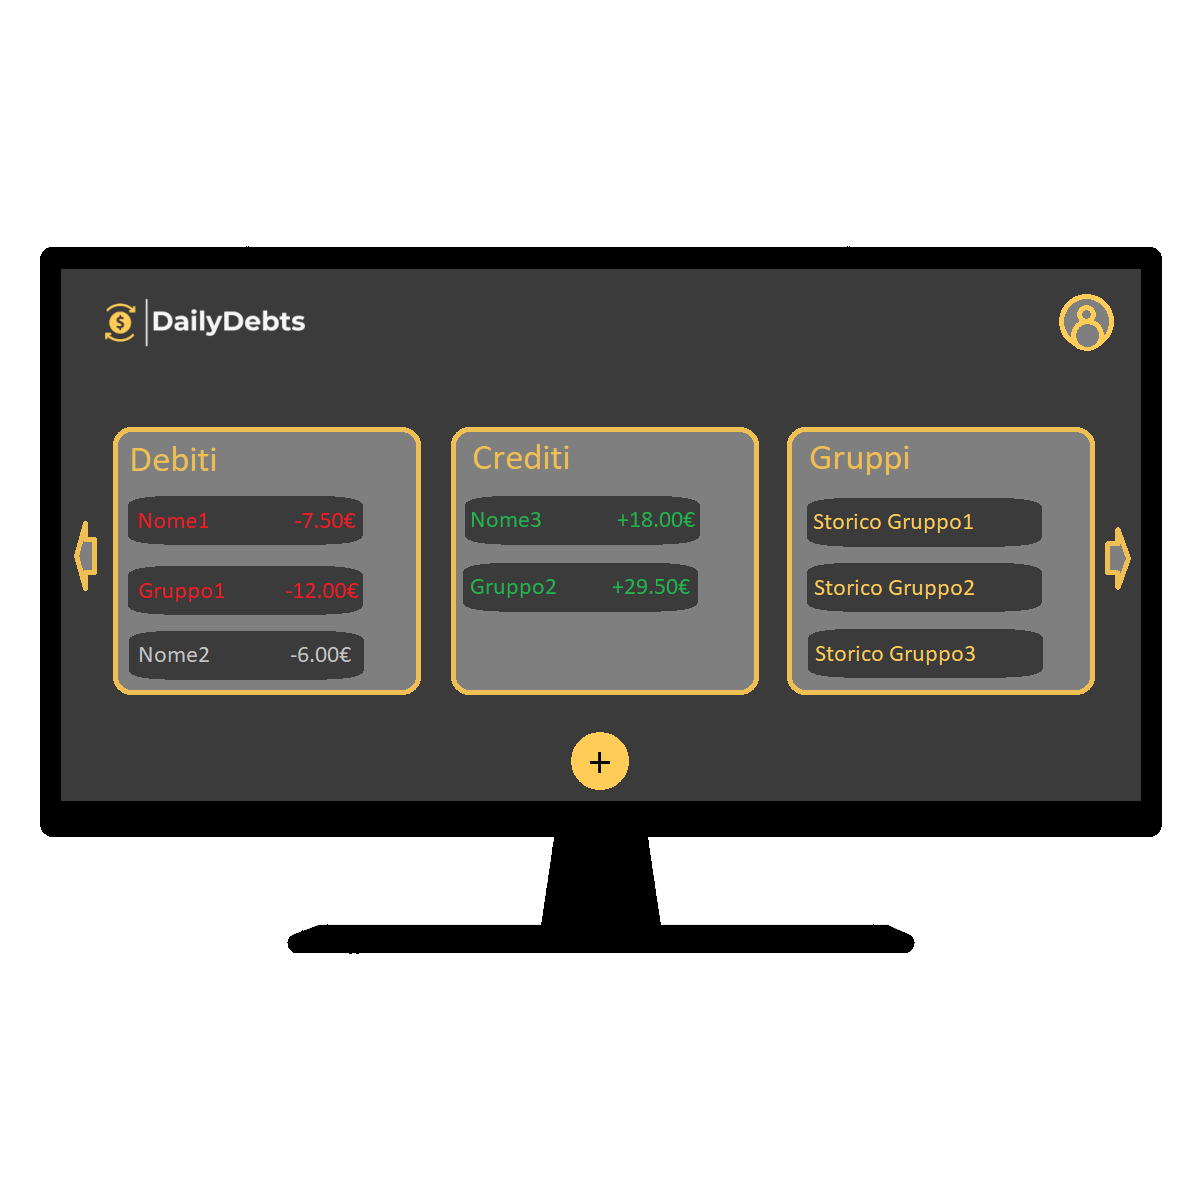 DailyDebts
Debiti
Nome1 -7.50€
Gruppo1 -12.00€
Nome2 -6.00€
Crediti
Nome3 +18.00€
Gruppo2 +29.50€
Gruppi
Storico Gruppo1
Storico Gruppo2
Storico Gruppo3
+